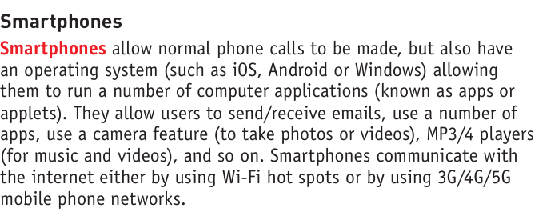 Smartphones
Smartphones allow normal phone calls to be made, but also have
an operating system (such as iOS, Android or Windows) allowing
them to run a number of computer applications (known as apps or
applets). They allow users to send/receive emails, use a number of
apps, use a camera feature (to take photos or videos), MP3/4 players
(for music and videos), and so on. Smartphones communicate with
the internet either by using Wi-Fi hot spots or by using 3G/4G/5G
mobile phone networks.